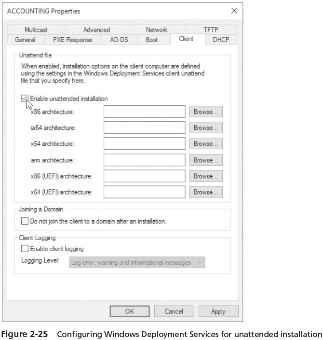 ACCOUNTING Properties
Multicast Advanced Network TFTP
General PXE Response AD DS Boot Client DHCP
Unattend file
When enabled, installation options on the client computer are defined
using the settings in the Windows Deployment Services client unattend
file that you specify here.
Enable unattended installation
x86 architecture: Browse...
ia64 architecture: Browse...
x64 architecture: Browse...
arm architecture: Browse...
x86 (UEFI) architecture: Browse...
x64 (UEFI) architecture: Browse...
Joining a Domain
Do not join the client to a domain after an installation.
Client Logging
Enable client logging
Logging Level: Log error, warning and informational messages
OK Cancel Apply
Figure 2-25 Configuring Windows Deployment Services for unattended installation